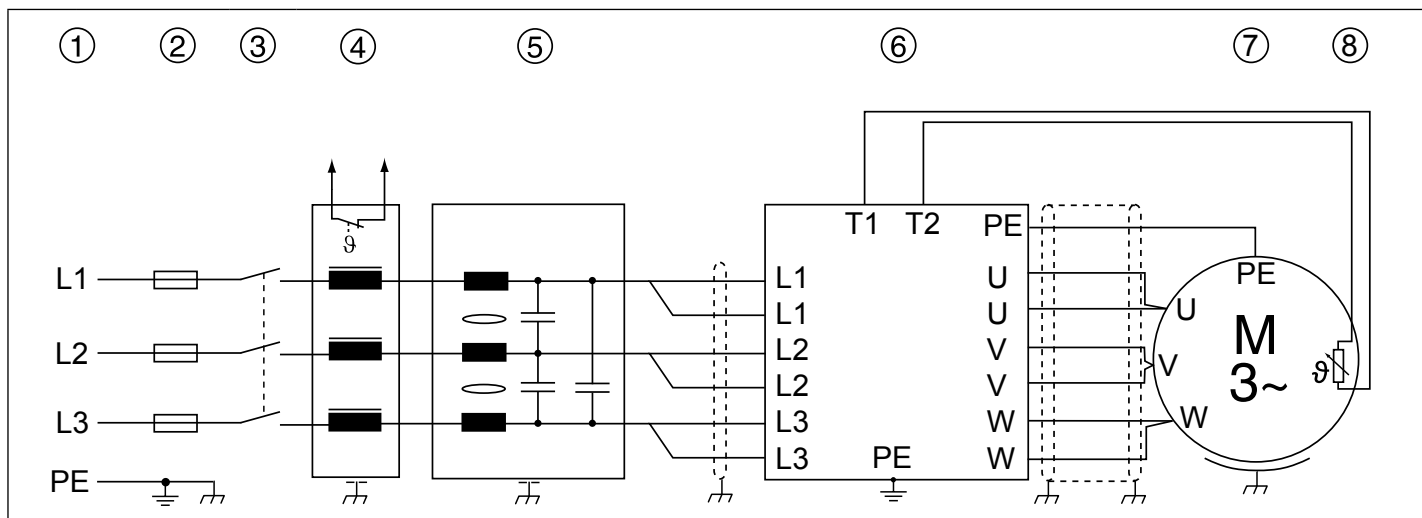 ① ② ③ ④ ⑤ ⑥ ⑦ ⑧
T1 T2 PE
ϑ
L1 L1 U PE
L1 U U
L2 L2 V M
L2 V V 3~ ϑ
L3 L3 W W
L3 PE W
PE